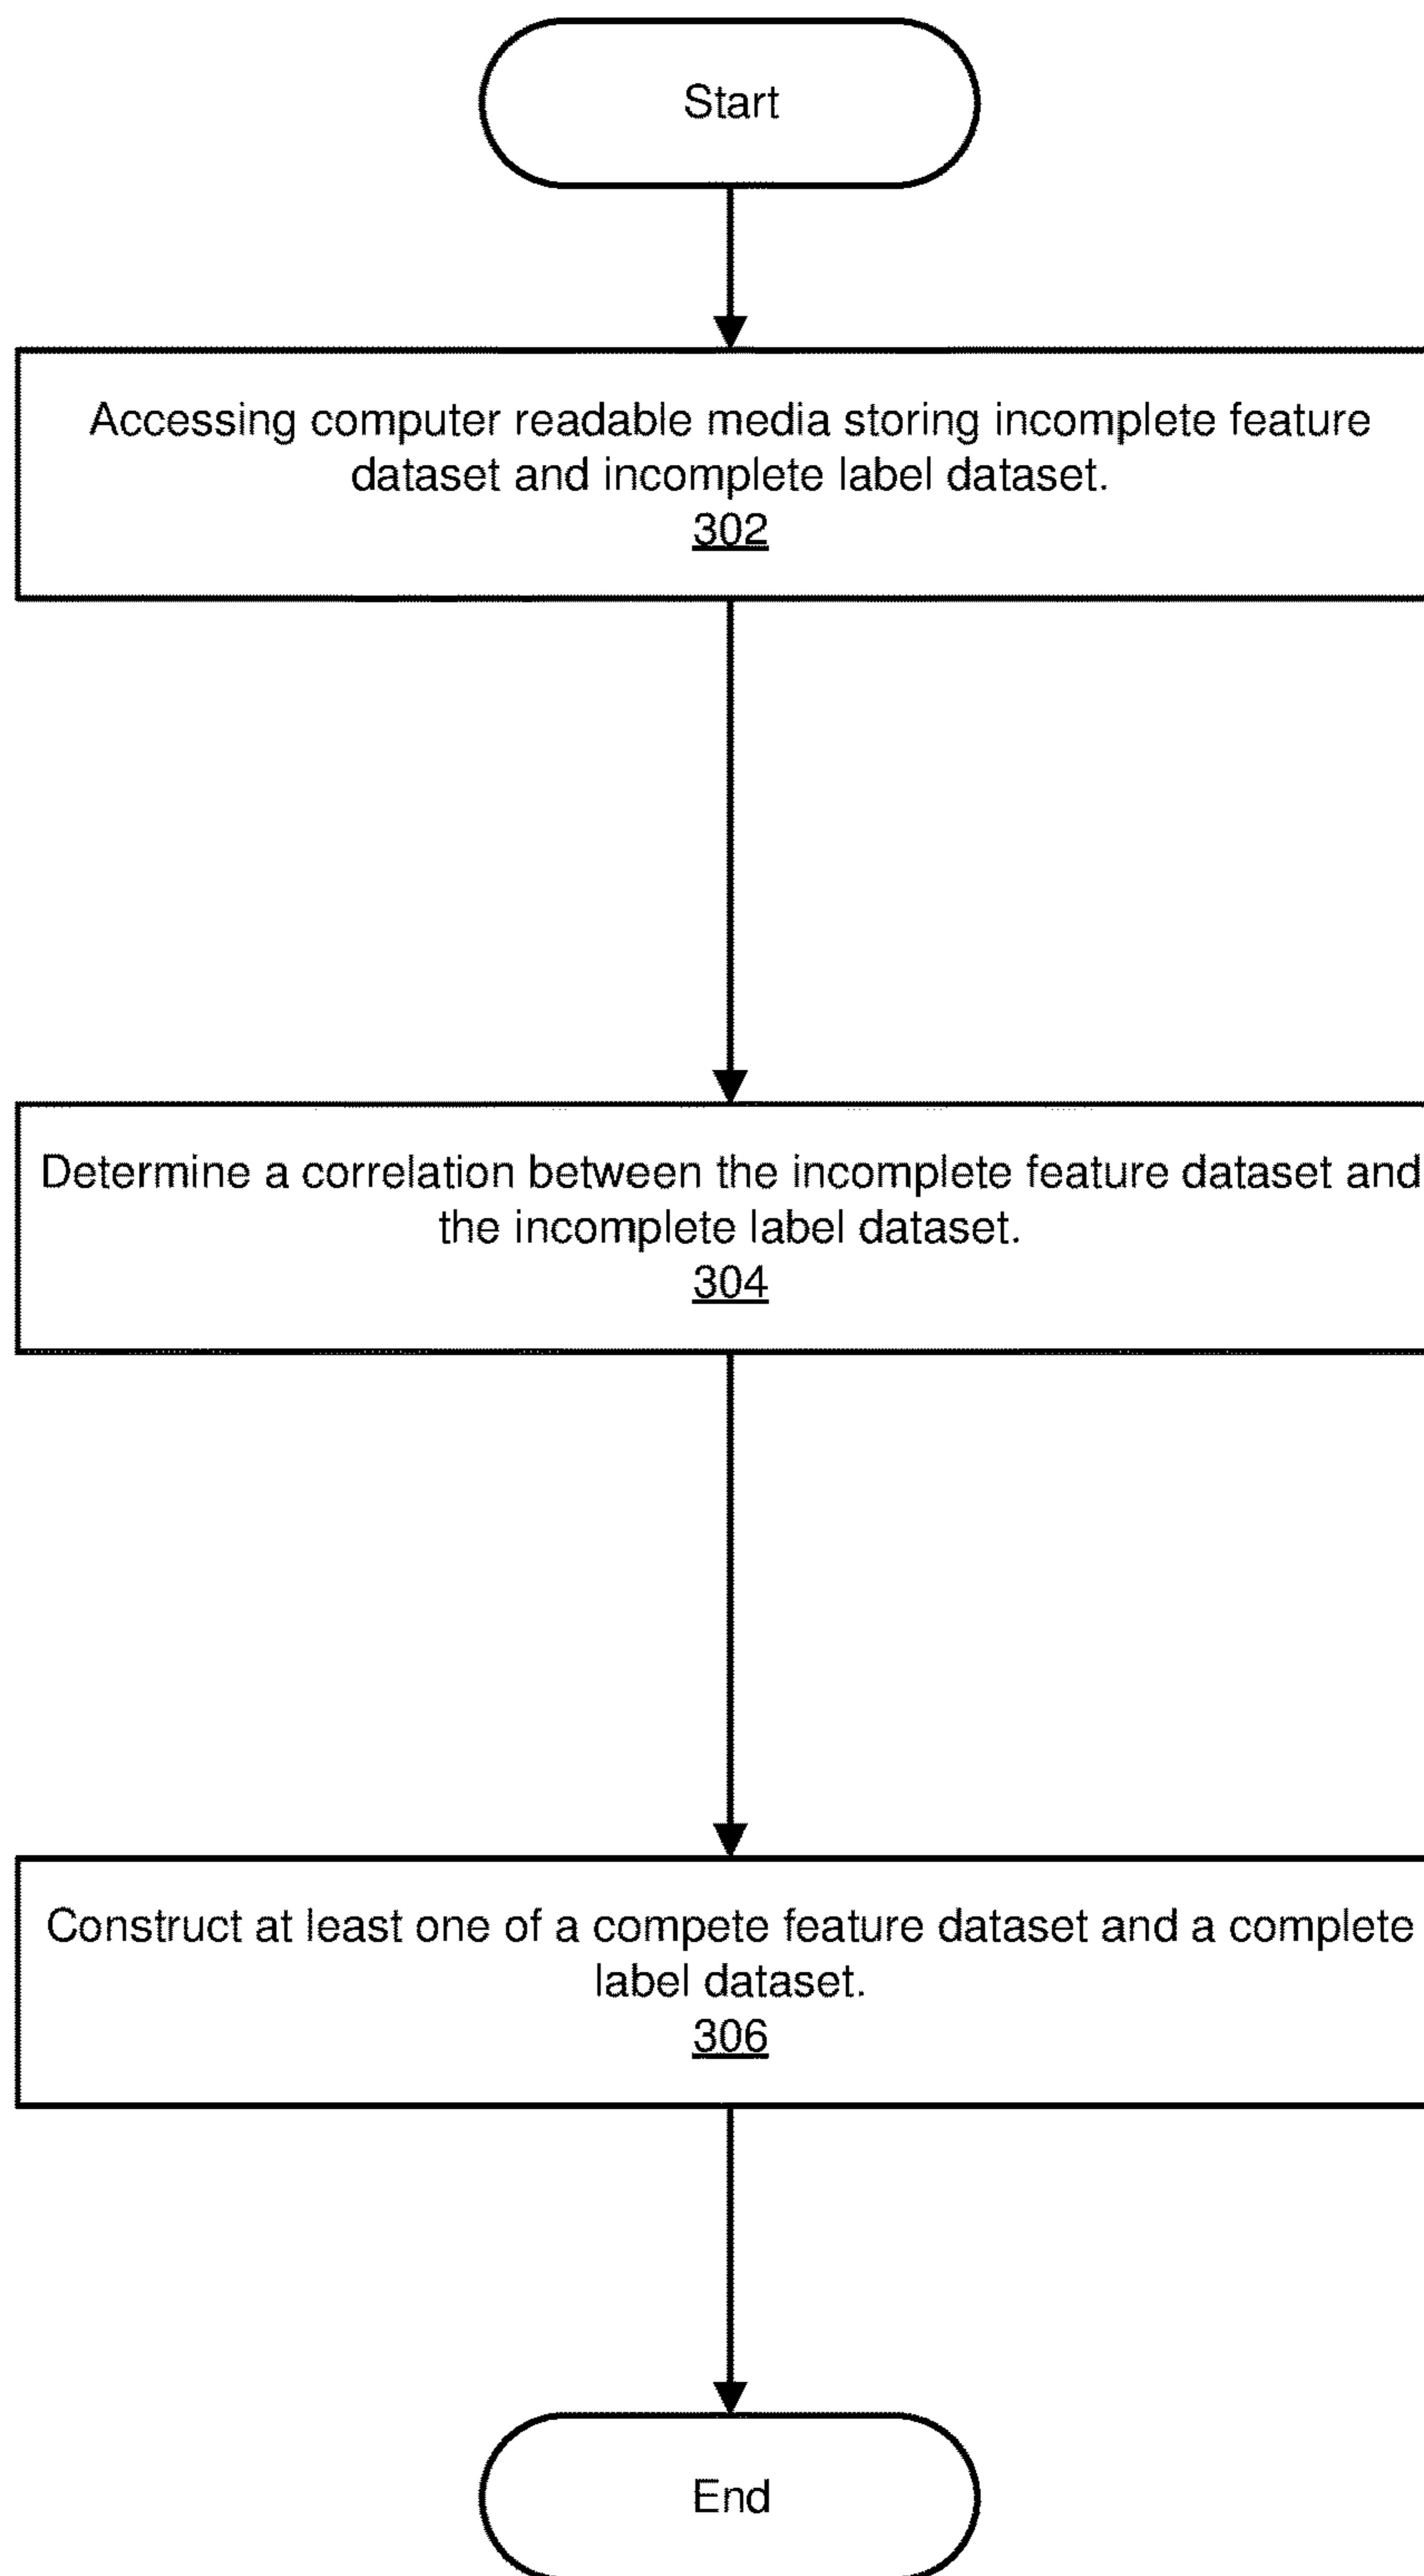 Start
Accessing computer readable media storing incomplete feature
dataset and incomplete label dataset.
302
Determine a correlation between the incomplete feature dataset and
the incomplete label dataset.
304
Construct at least one of a compete feature dataset and a complete
label dataset.
306
End